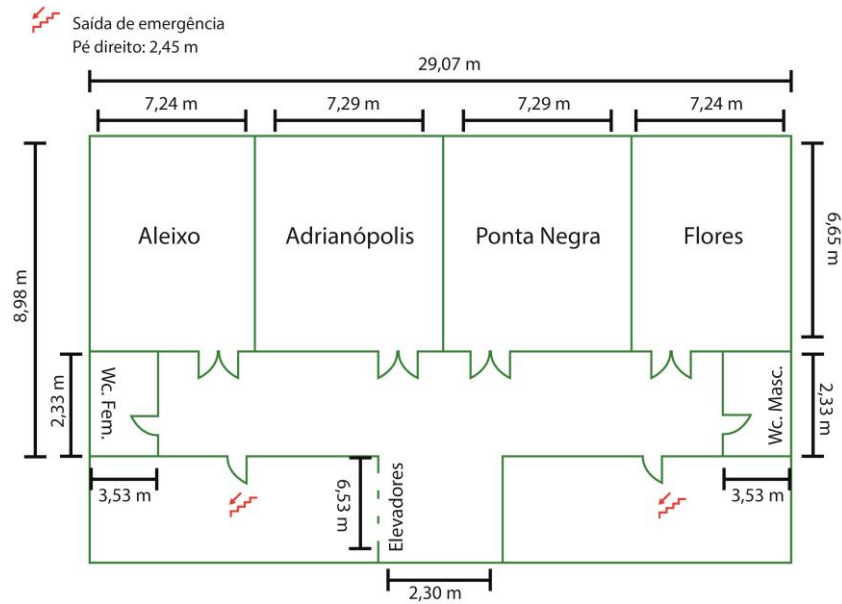 Saída de emergência
Pé direito: 2,45 m
29,07 m
7,24 m
7,29 m
7,29 m
7,24 m
8,98 m
Aleixo
Adrianópolis
Ponta Negra
Flores
6,65 m
2,33 m
Wc. Fem.
Wc. Masc.
2,33 m
3,53 m
6,53 m
Elevadores
3,53 m
2,30 m